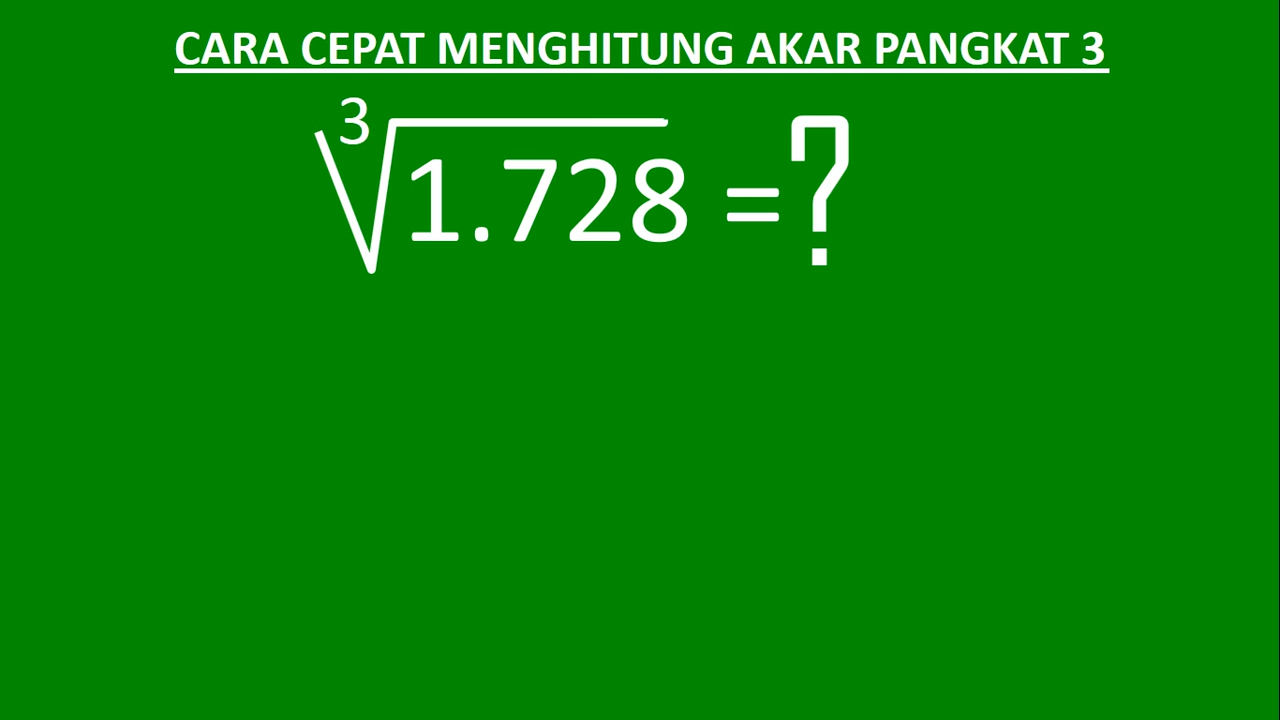 CARA CEPAT MENGHITUNG AKAR PANGKAT 3
∛1.728 =?